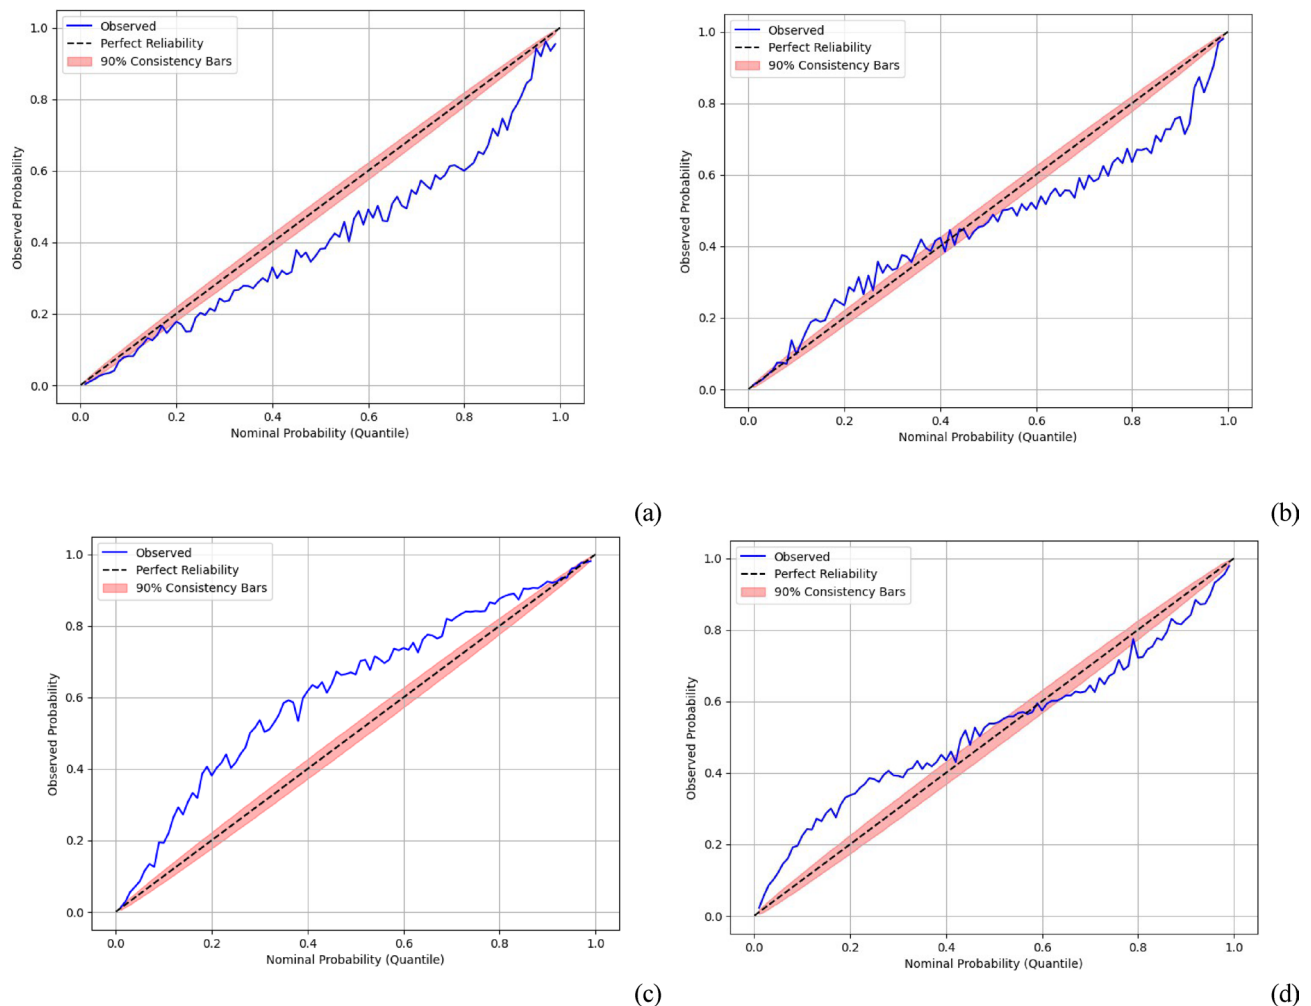 1.0
0.8
0.6
0.4
0.2
0.0
Observed Probability
Observed
Perfect Reliability
90% Consistency Bars
0.0 0.2 0.4 0.6 0.8 1.0
Nominal Probability (Quantile)
(a)
1.0
0.8
0.6
0.4
0.2
0.0
Observed Probability
Observed
Perfect Reliability
90% Consistency Bars
0.0 0.2 0.4 0.6 0.8 1.0
Nominal Probability (Quantile)
(b)
1.0
0.8
0.6
0.4
0.2
0.0
Observed Probability
Observed
Perfect Reliability
90% Consistency Bars
0.0 0.2 0.4 0.6 0.8 1.0
Nominal Probability (Quantile)
(c)
1.0
0.8
0.6
0.4
0.2
0.0
Observed Probability
Observed
Perfect Reliability
90% Consistency Bars
0.0 0.2 0.4 0.6 0.8 1.0
Nominal Probability (Quantile)
(d)